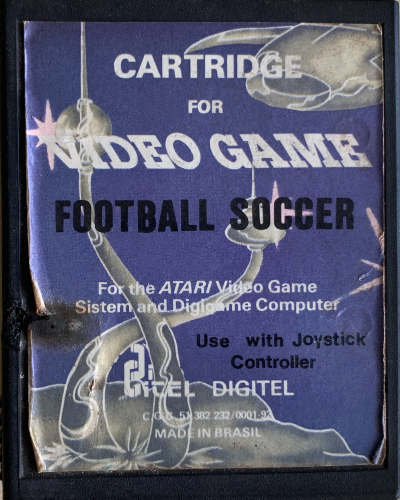 CARTRIDGE
FOR
VIDEO GAME
FOOTBALL SOCCER
For the ATARI Video Game
Sistem and Digigame Computer
Use with Joystick
Controller
DIGITEL
MADE IN BRASIL